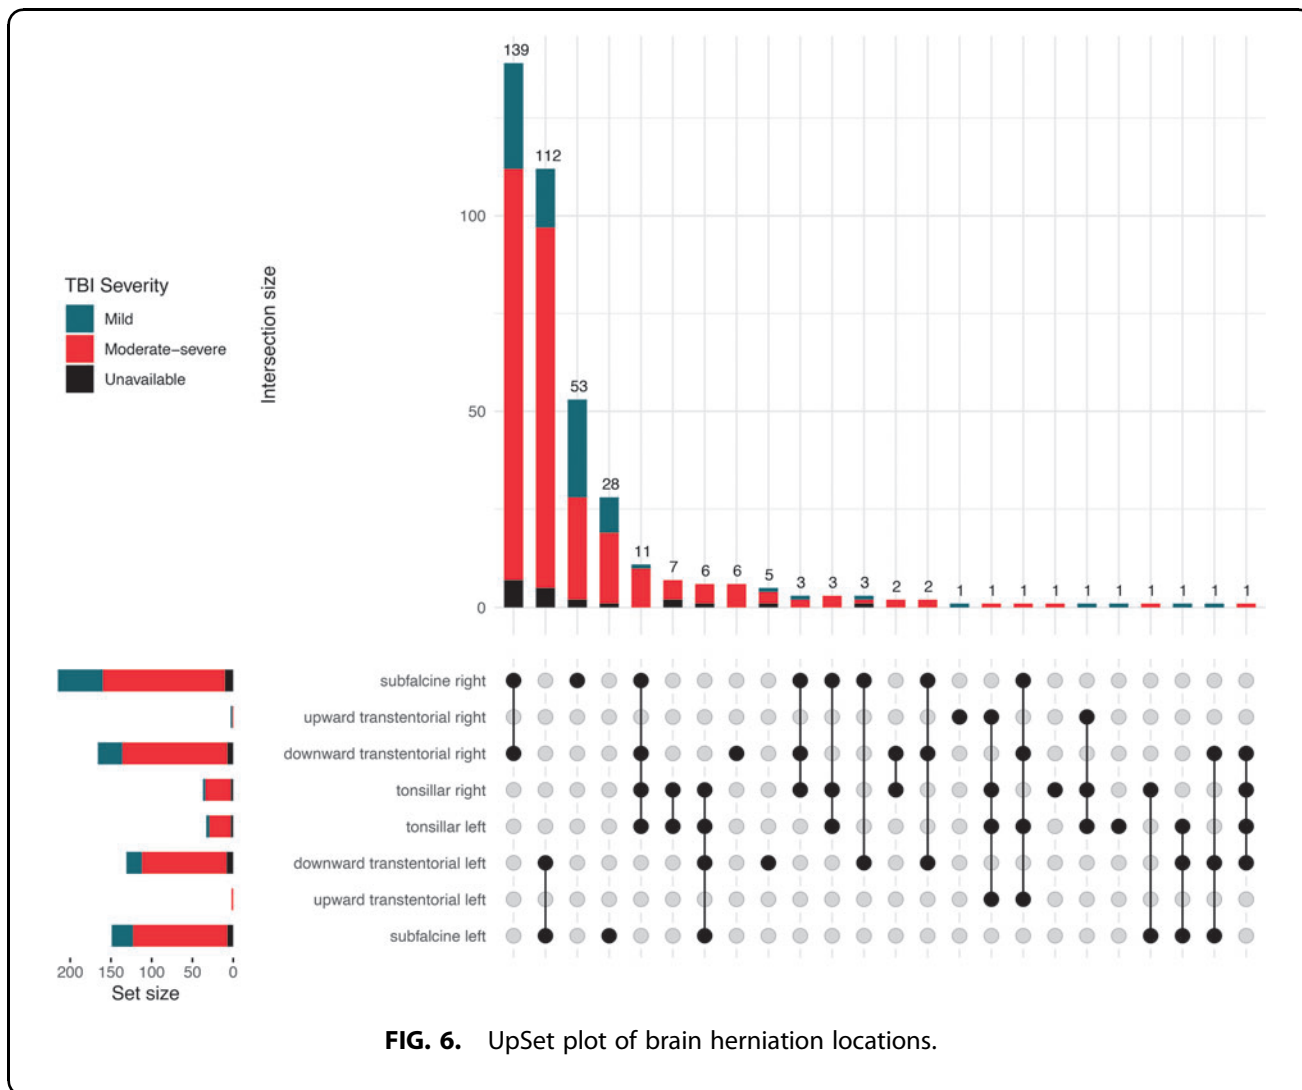 139
112
100
TBI Severity
Mild
Moderate–severe
Unavailable
Intersection size
53
50
28
11
7
6
6
5
3
3
3
2
2
1
1
1
1
1
1
1
1
1
1
0
subfalcine right
upward transtentorial right
downward transtentorial right
tonsillar right
tonsillar left
downward transtentorial left
upward transtentorial left
subfalcine left
200 150 100 50 0
Set size
FIG. 6. UpSet plot of brain herniation locations.